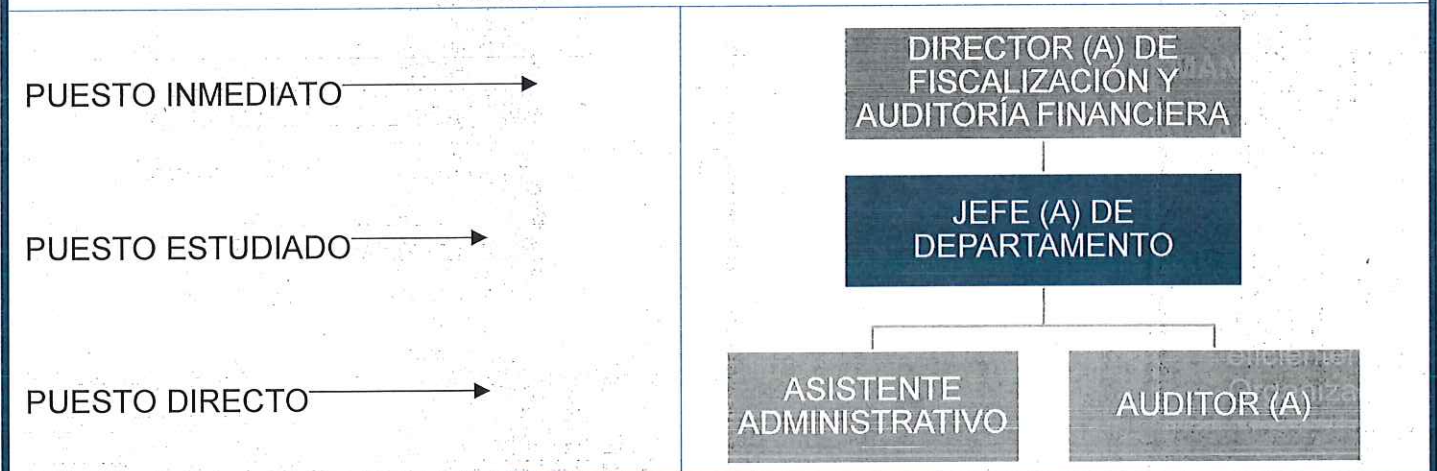 PUESTO INMEDIATO
DIRECTOR (A) DE
FISCALIZACIÓN Y
AUDITORÍA FINANCIERA
PUESTO ESTUDIADO
JEFE (A) DE
DEPARTAMENTO
PUESTO DIRECTO
ASISTENTE
ADMINISTRATIVO
AUDITOR (A)